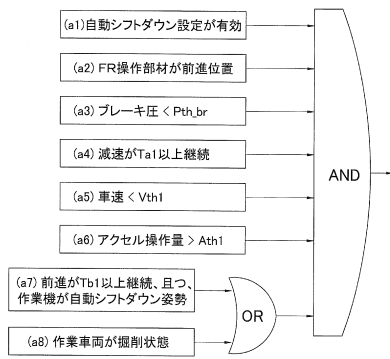 (a1)自動シフトダウン設定が有効
(a2) FR操作部材が前進位置
(a3) ブレーキ圧 < Pth_br
(a4) 減速がTa1以上継続
(a5) 車速 < Vth1
(a6) アクセル操作量 > Ath1
AND
(a7) 前進がTb1以上継続、且つ、
作業機が自動シフトダウン姿勢
OR
(a8) 作業車両が掘削状態